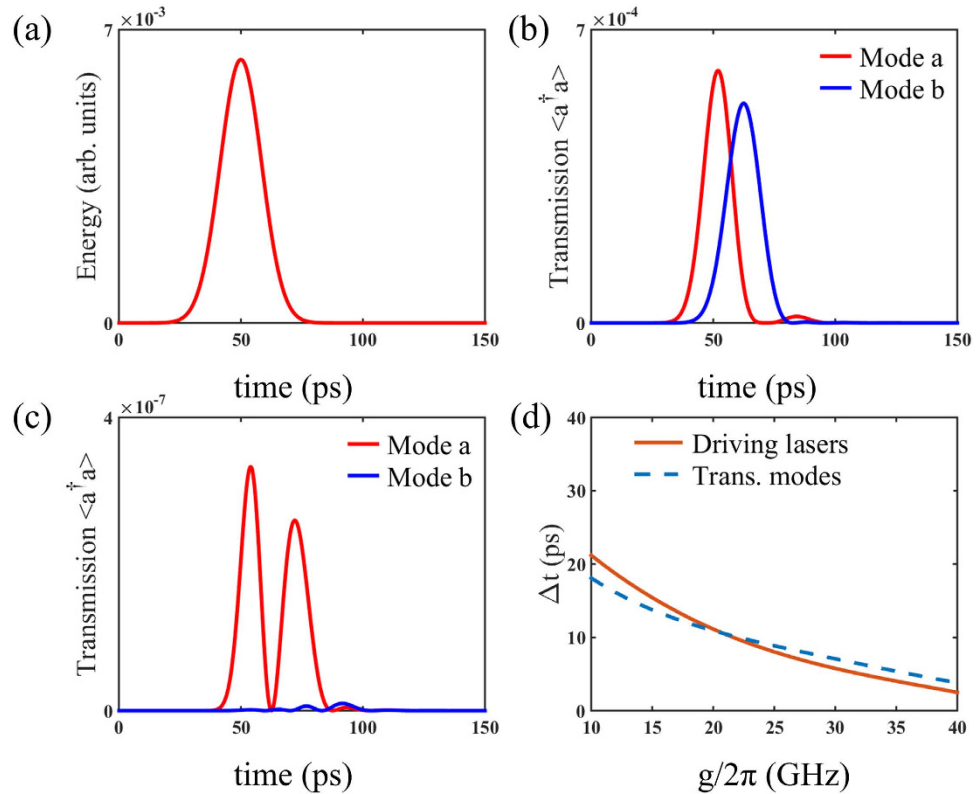 (a)
7 ×10⁻³
Energy (arb. units)
0
0 50 100 150
time (ps)
(b)
7 ×10⁻⁴
Mode a
Mode b
Transmission <a†a>
0
0 50 100 150
time (ps)
(c)
4 ×10⁻⁷
Mode a
Mode b
Transmission <a†a>
0
0 50 100 150
time (ps)
(d)
40
Driving lasers
Trans. modes
30
Δt (ps)
20
10
0
10 15 20 25 30 35 40
g/2π (GHz)